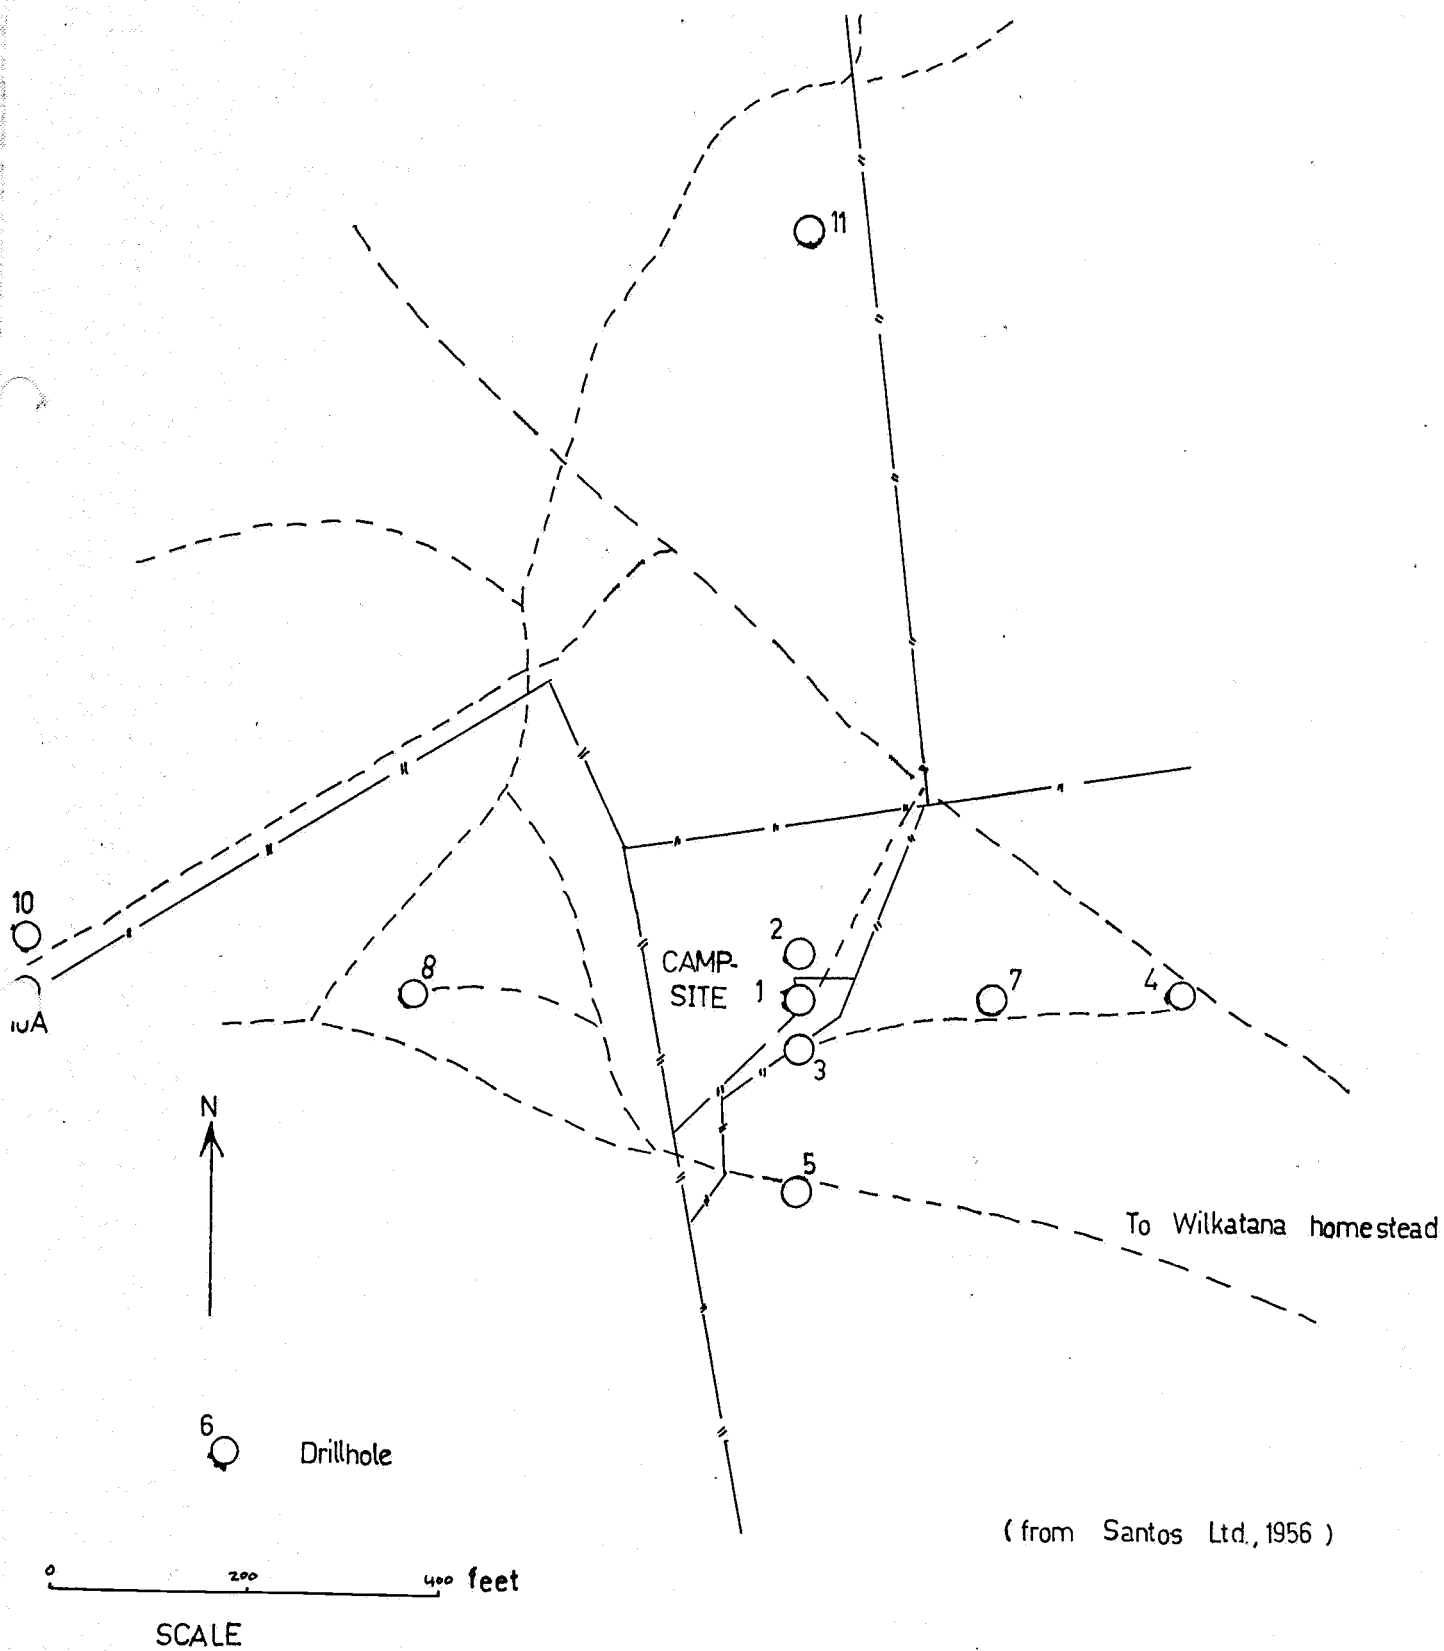 11
10
2
CAMP-
SITE
8
1
7
4
10A
3
N
5
To Wilkatana homestead
6
Drillhole
(from Santos Ltd., 1956)
0 200 400 feet
SCALE